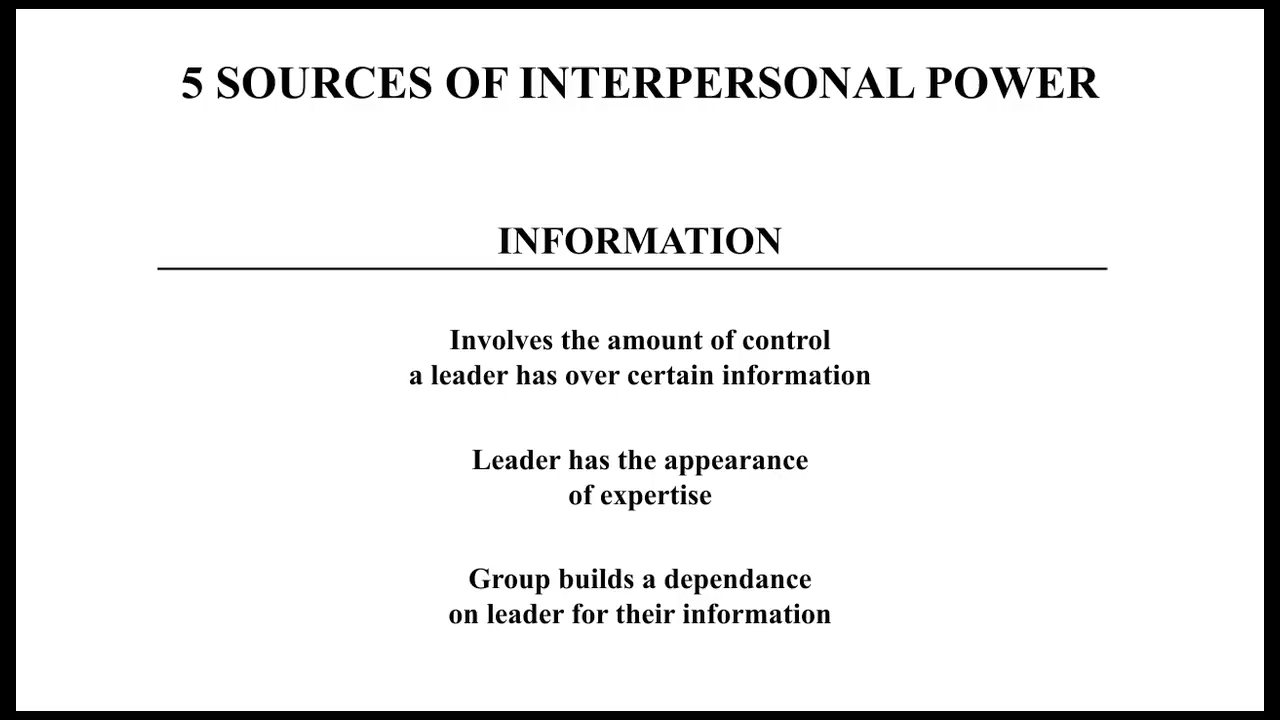 5 SOURCES OF INTERPERSONAL POWER
INFORMATION
Involves the amount of control
a leader has over certain information
Leader has the appearance
of expertise
Group builds a dependance
on leader for their information